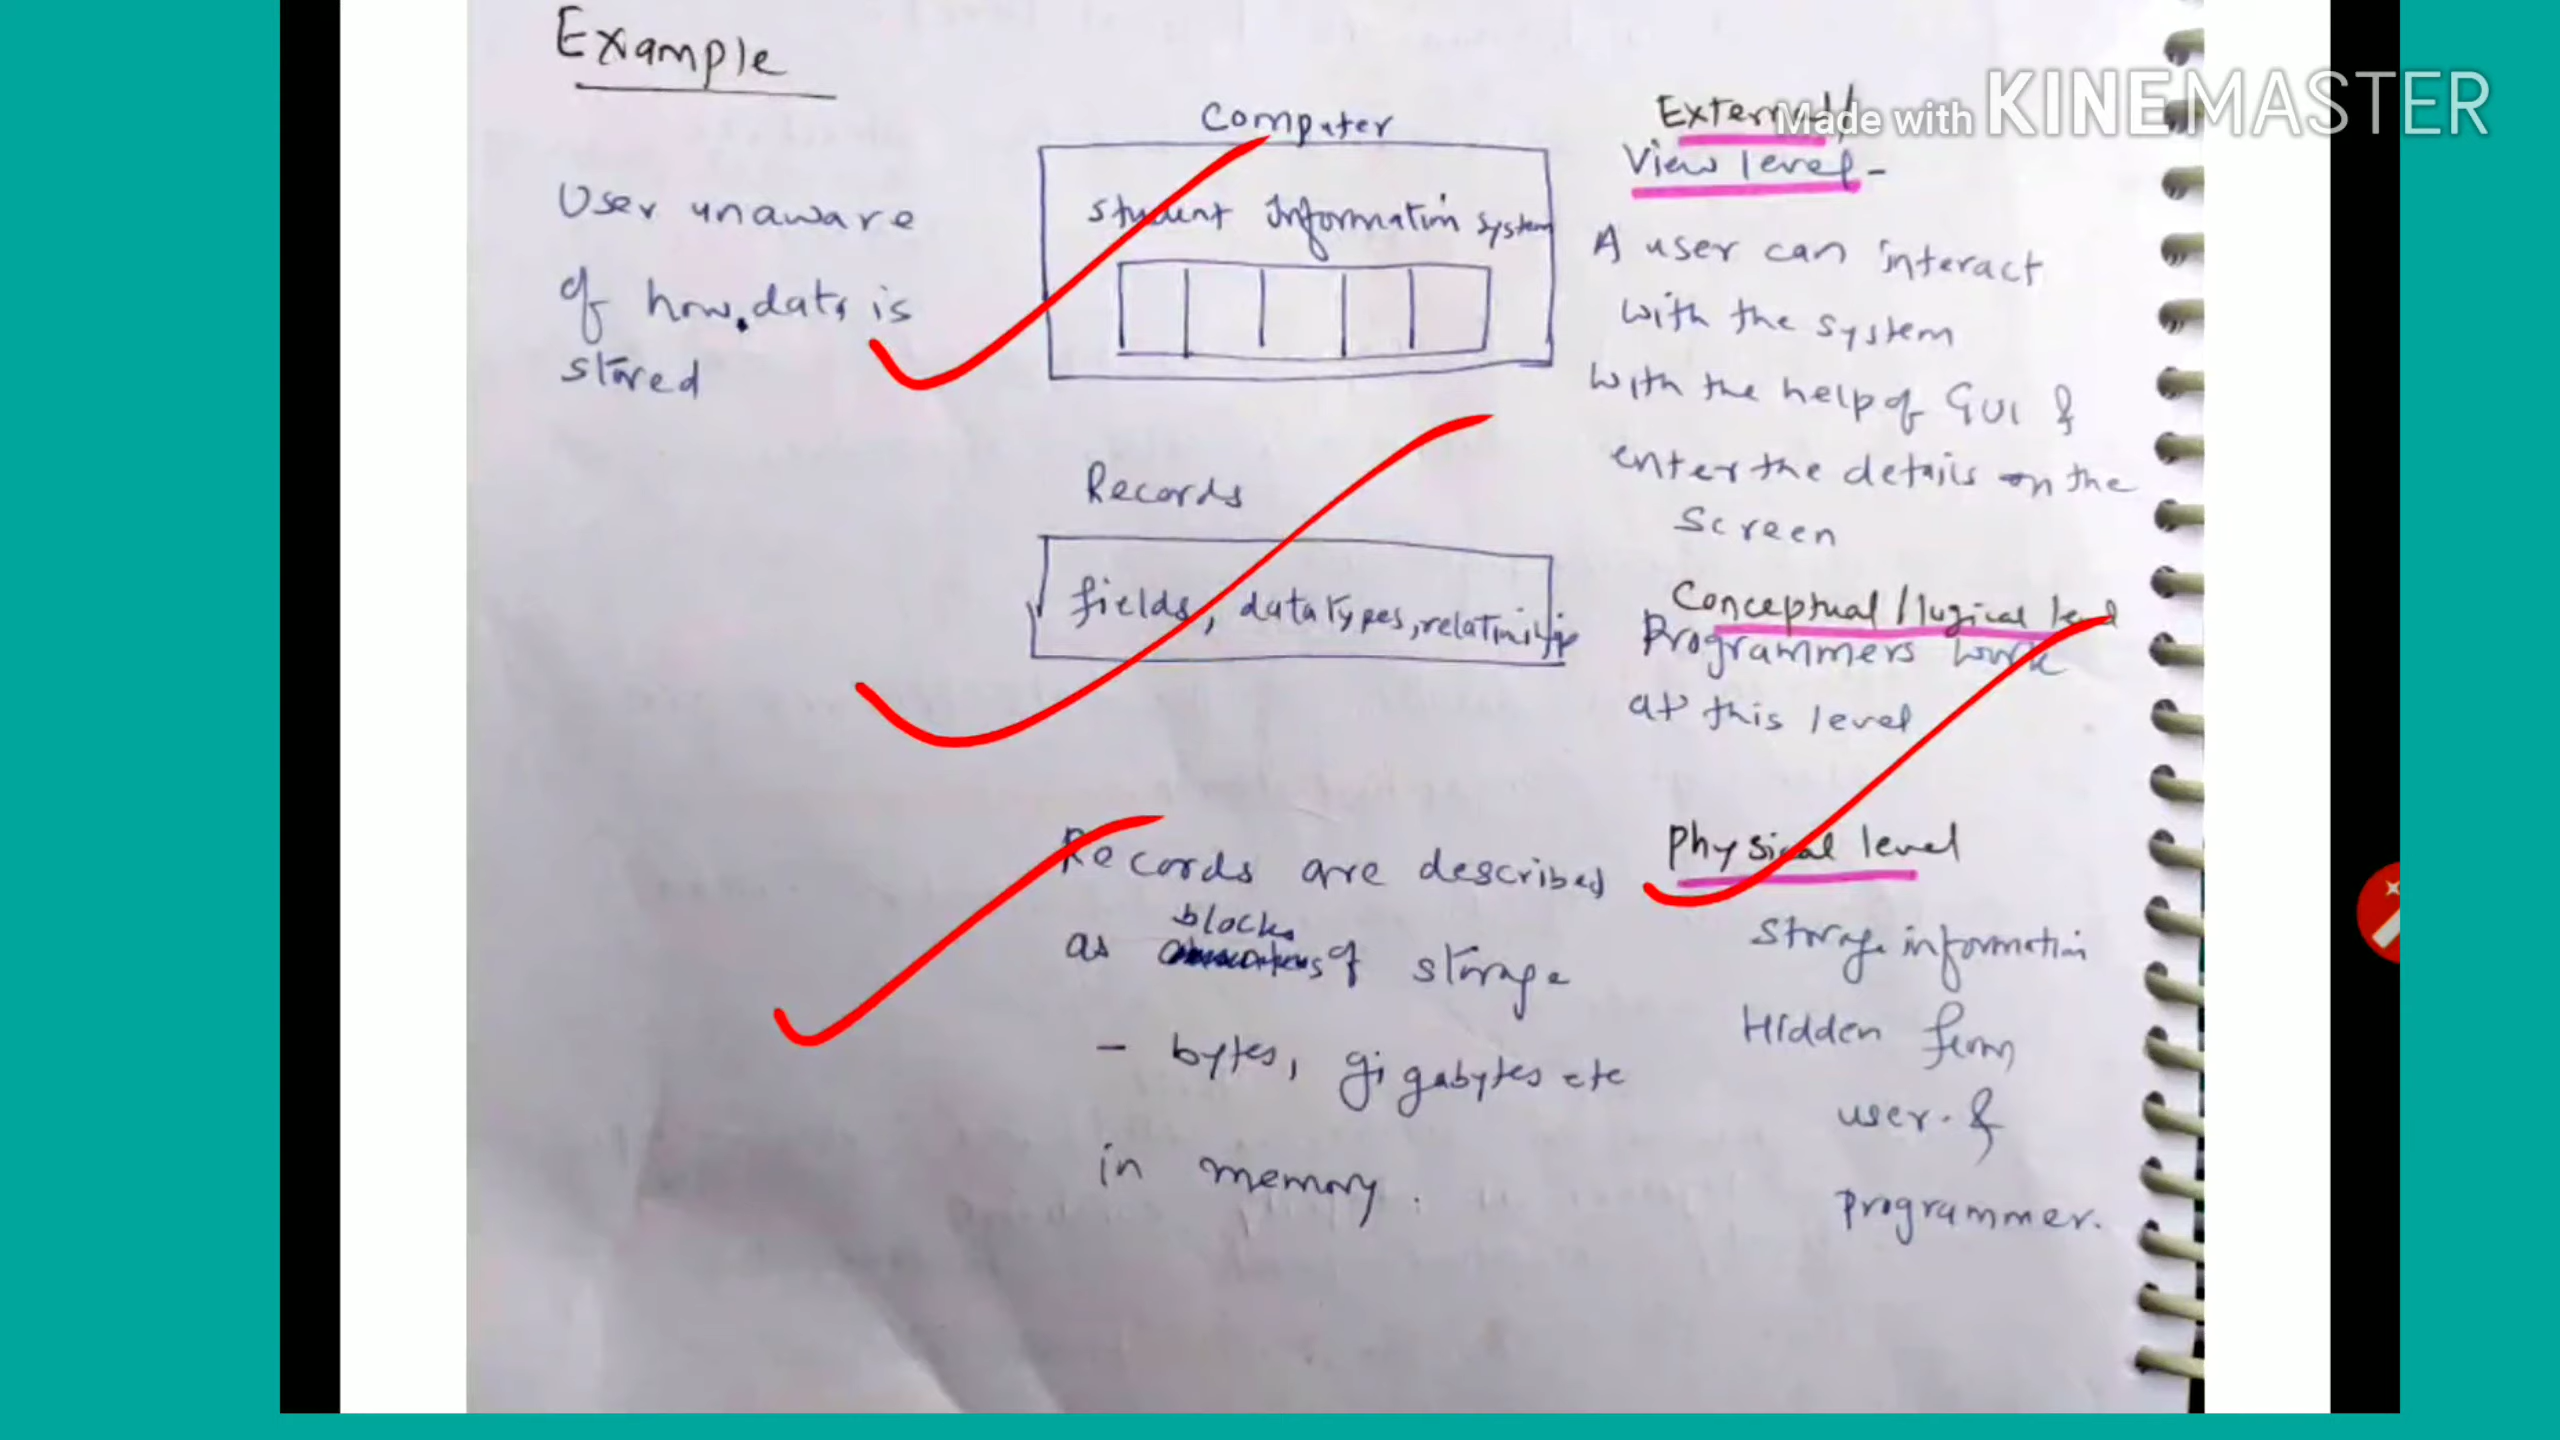 Example
User unaware
of how data is
stored
Computer
Student Information System
Records
fields, datatypes, relationship
Records are described
as blocks of storage
- bytes, gigabytes etc
in memory.
External/
View level -
A user can interact
with the system
with the help of GUI &
enter the details on the
screen
Conceptual / logical level
Programmers work
at this level
Physical level
Storage information
Hidden from
user. &
programmer.
Made with KINEMASTER